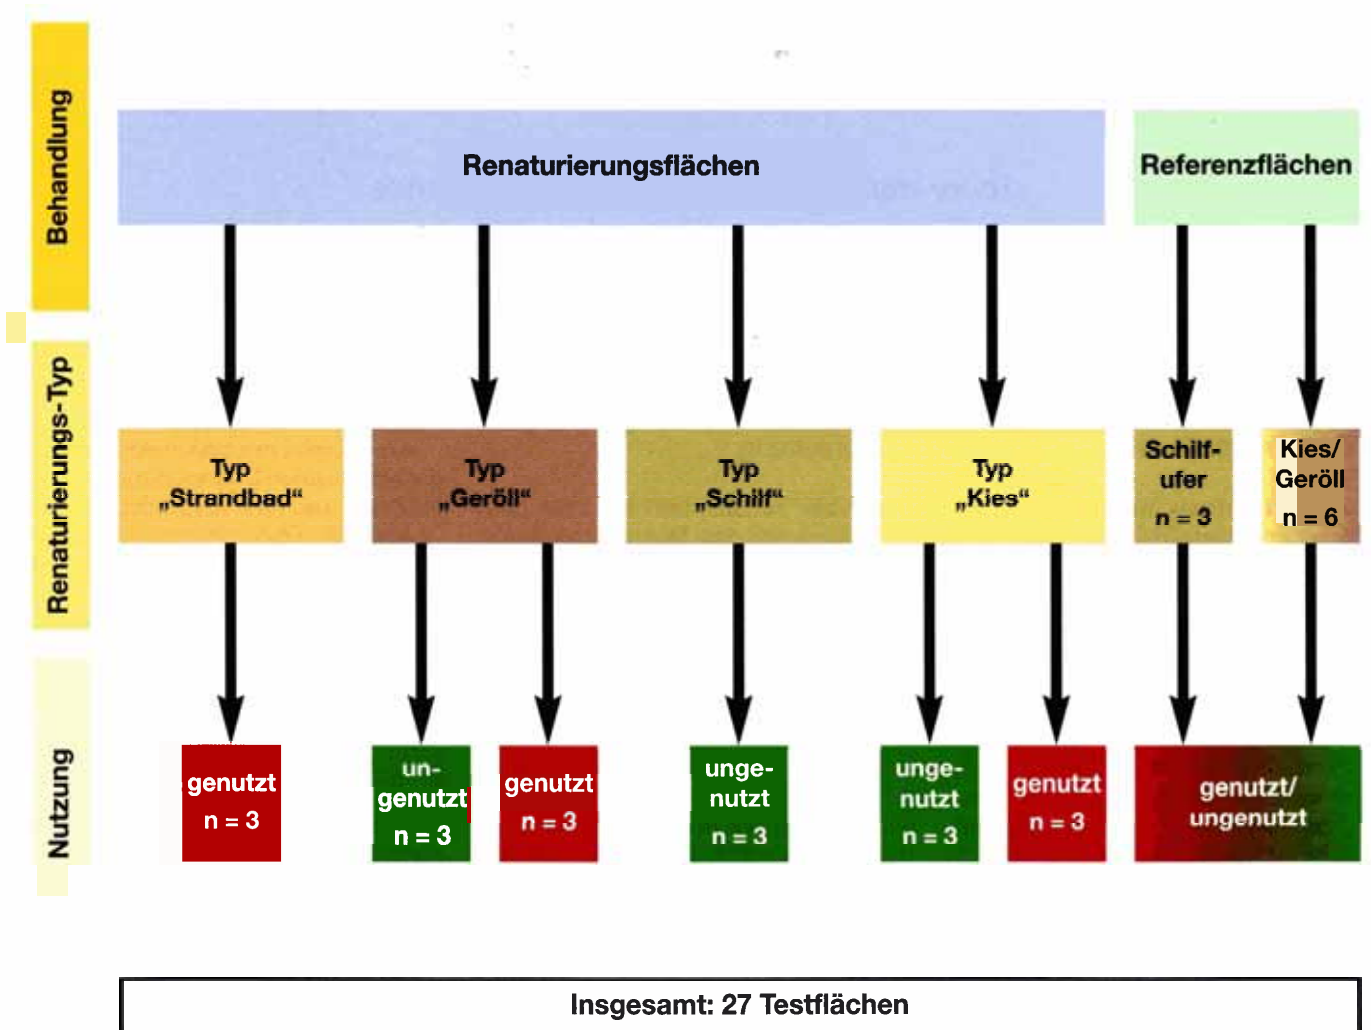 Behandlung
Renaturierungsflächen
Referenzflächen
Renaturierungs-Typ
Typ
„Strandbad“
Typ
„Geröll“
Typ
„Schilf“
Typ
„Kies“
Schilf-
ufer
n = 3
Kies/
Geröll
n = 6
Nutzung
genutzt
n = 3
un-
genutzt
n = 3
genutzt
n = 3
unge-
nutzt
n = 3
unge-
nutzt
n = 3
genutzt
n = 3
genutzt/
ungenutzt
Insgesamt: 27 Testflächen